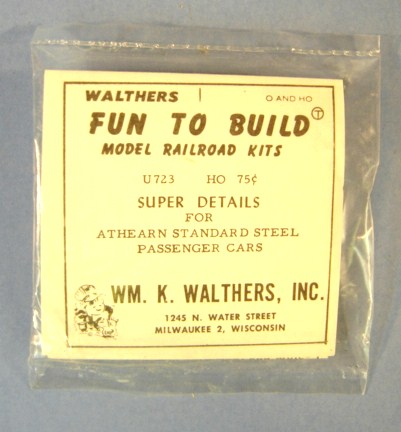 WALTHERS | O AND HO
FUN TO BUILD Ⓣ
MODEL RAILROAD KITS
U723 HO 75¢
SUPER DETAILS
FOR
ATHEARN STANDARD STEEL
PASSENGER CARS
WM. K. WALTHERS, INC.
1245 N. WATER STREET
MILWAUKEE 2, WISCONSIN